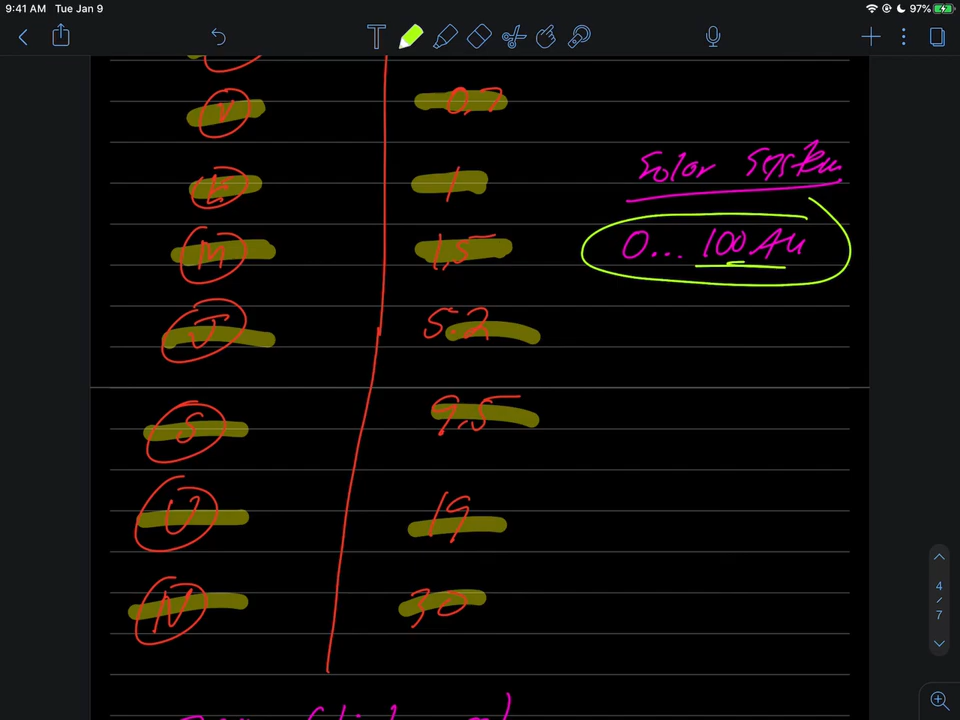 9:41 AM Tue Jan 9 97%
T
V 0,7
Solar System
E 1
0... 100 AU
M 1,5
J 5.2
S 9.5
U 19
N 30
4
/
7